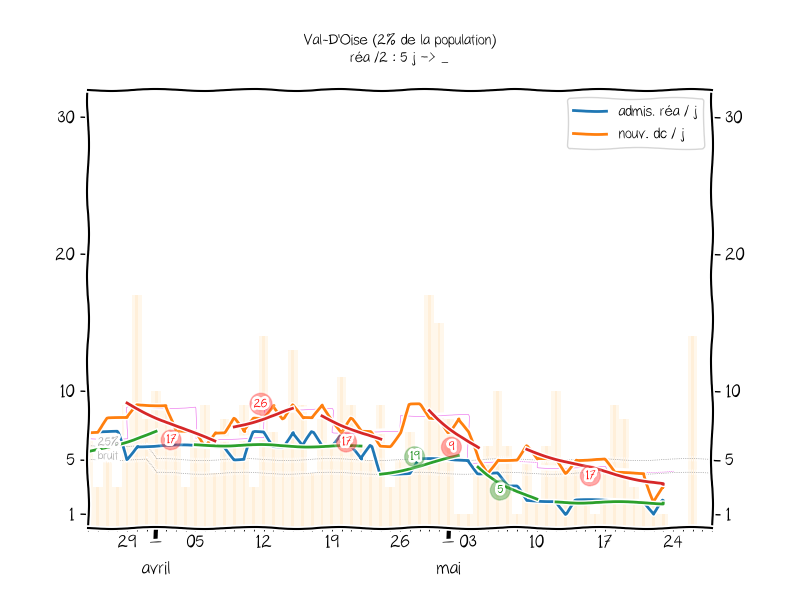 Val-D'Oise (2% de la population)
réa /2 : 5 j -> _
admis. réa / j
nouv. dc / j
30
30
20
20
10
10
5
5
1
1
25%
bruit
17
26
17
19
9
5
17
29 1 05 12 19 26 1 03 10 17 24
avril mai